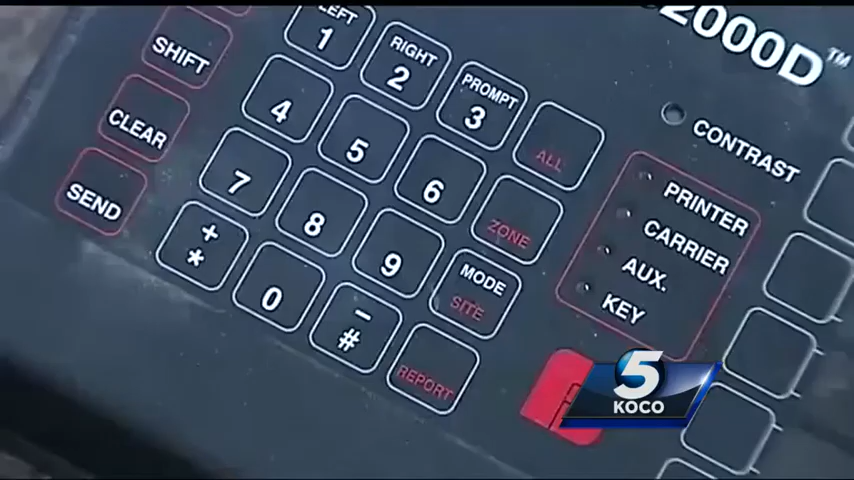 2000D™
LEFT
1
RIGHT
2
PROMPT
3
ALL
SHIFT
4
5
6
ZONE
CLEAR
7
8
9
MODE
SITE
SEND
+
*
0
-
#
REPORT
CONTRAST
PRINTER
CARRIER
AUX.
KEY
5
KOCO